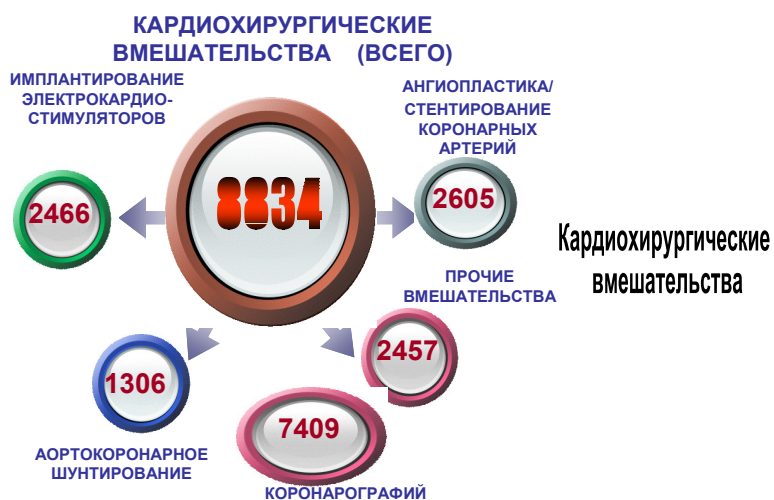 КАРДИОХИРУРГИЧЕСКИЕ
ВМЕШАТЕЛЬСТВА (ВСЕГО)
ИМПЛАНТИРОВАНИЕ
ЭЛЕКТРОКАРДИО-
СТИМУЛЯТОРОВ
АНГИОПЛАСТИКА/
СТЕНТИРОВАНИЕ
КОРОНАРНЫХ
АРТЕРИЙ
8834
2466
2605
Кардиохирургические
вмешательства
ПРОЧИЕ
ВМЕШАТЕЛЬСТВА
2457
1306
7409
АОРТОКОРОНАРНОЕ
ШУНТИРОВАНИЕ
КОРОНАРОГРАФИЙ